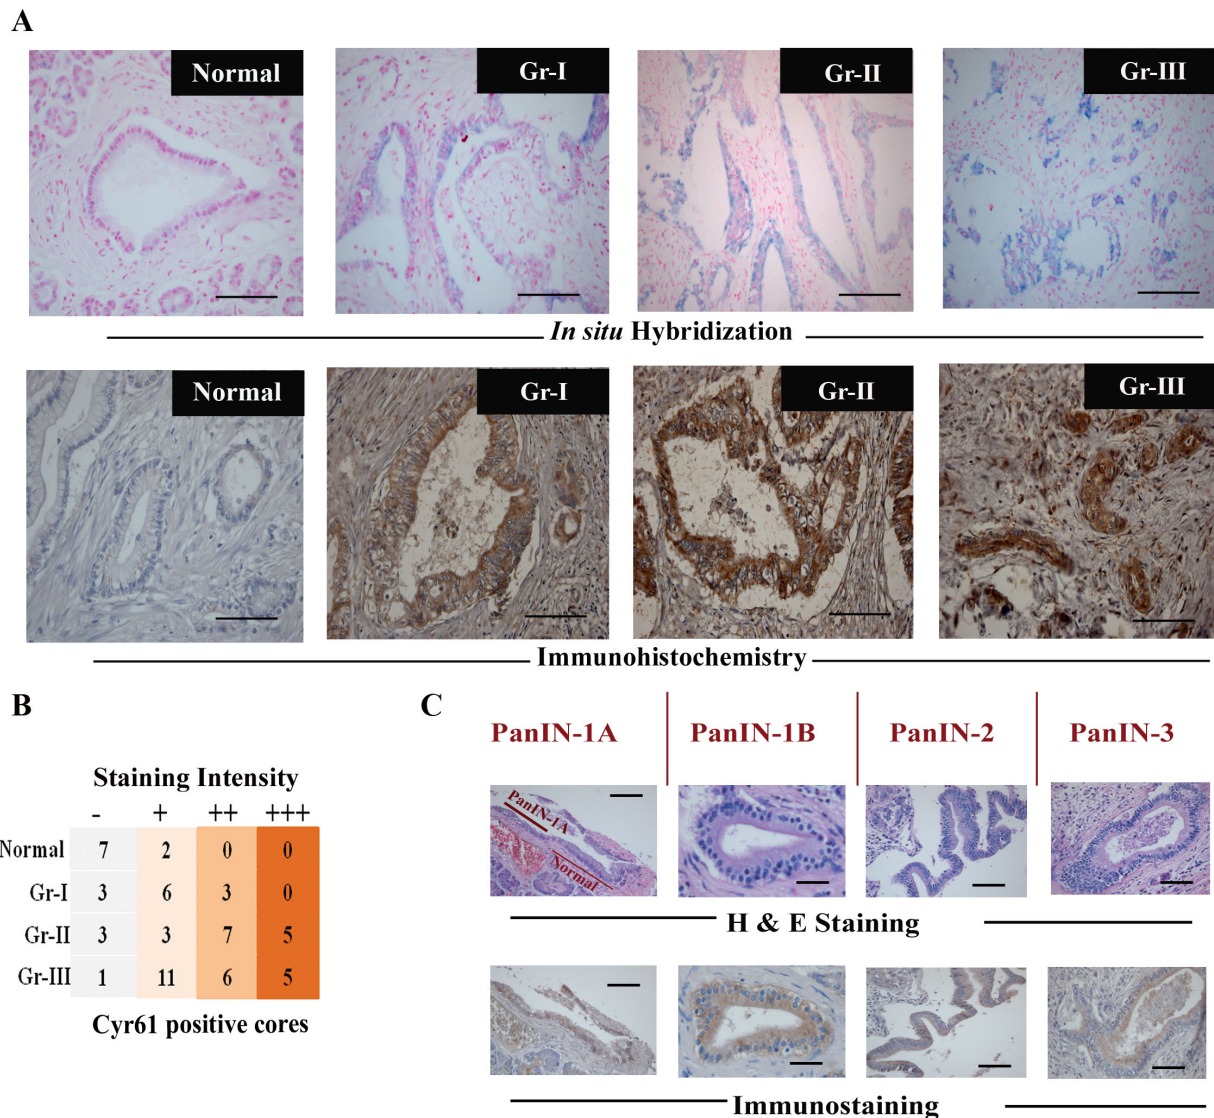 A
Normal
Gr-I
Gr-II
Gr-III
In situ Hybridization
Normal
Gr-I
Gr-II
Gr-III
Immunohistochemistry
B
Staining Intensity
- + ++ +++
Normal 7 2 0 0
Gr-I 3 6 3 0
Gr-II 3 3 7 5
Gr-III 1 11 6 5
Cyr61 positive cores
C
PanIN-1A
PanIN-1B
PanIN-2
PanIN-3
PanIN-1A
Normal
H & E Staining
Immunostaining